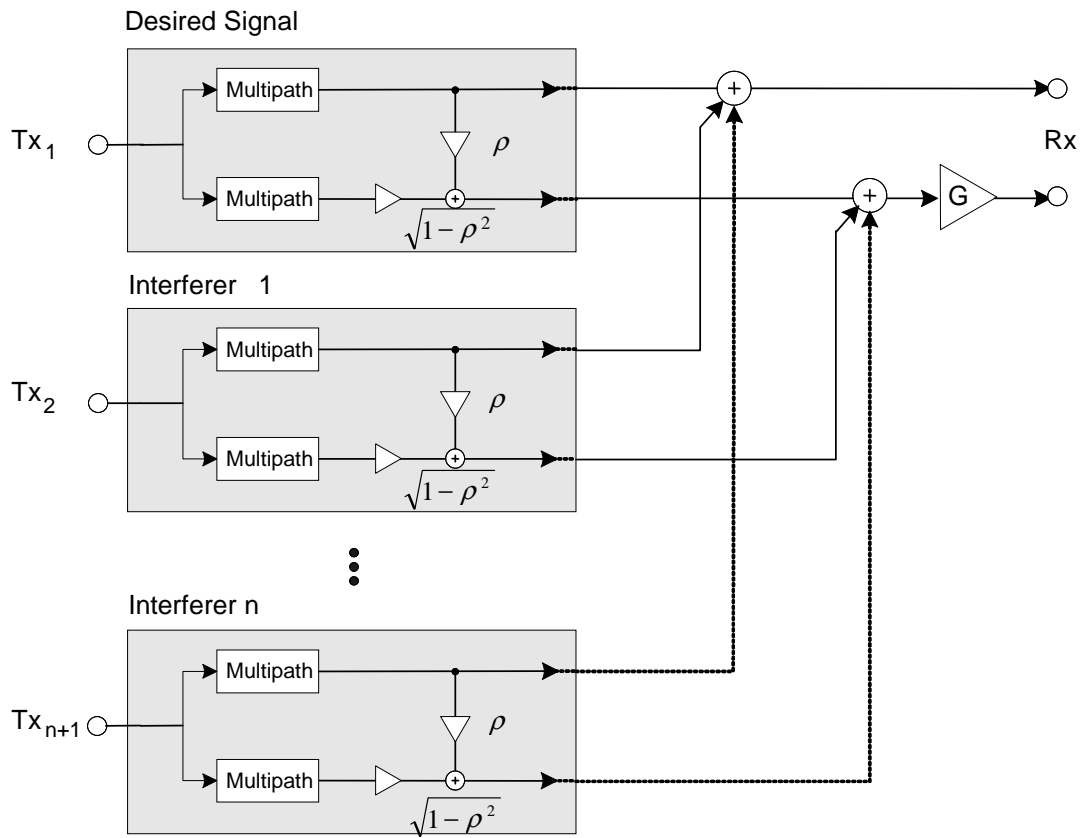 Desired Signal
Tx1
Multipath
ρ
Multipath
√1 − ρ²
+
+
+
G
Rx
Interferer 1
Tx2
Multipath
ρ
Multipath
+
√1 − ρ²
Interferer n
Txn+1
Multipath
ρ
Multipath
+
√1 − ρ²